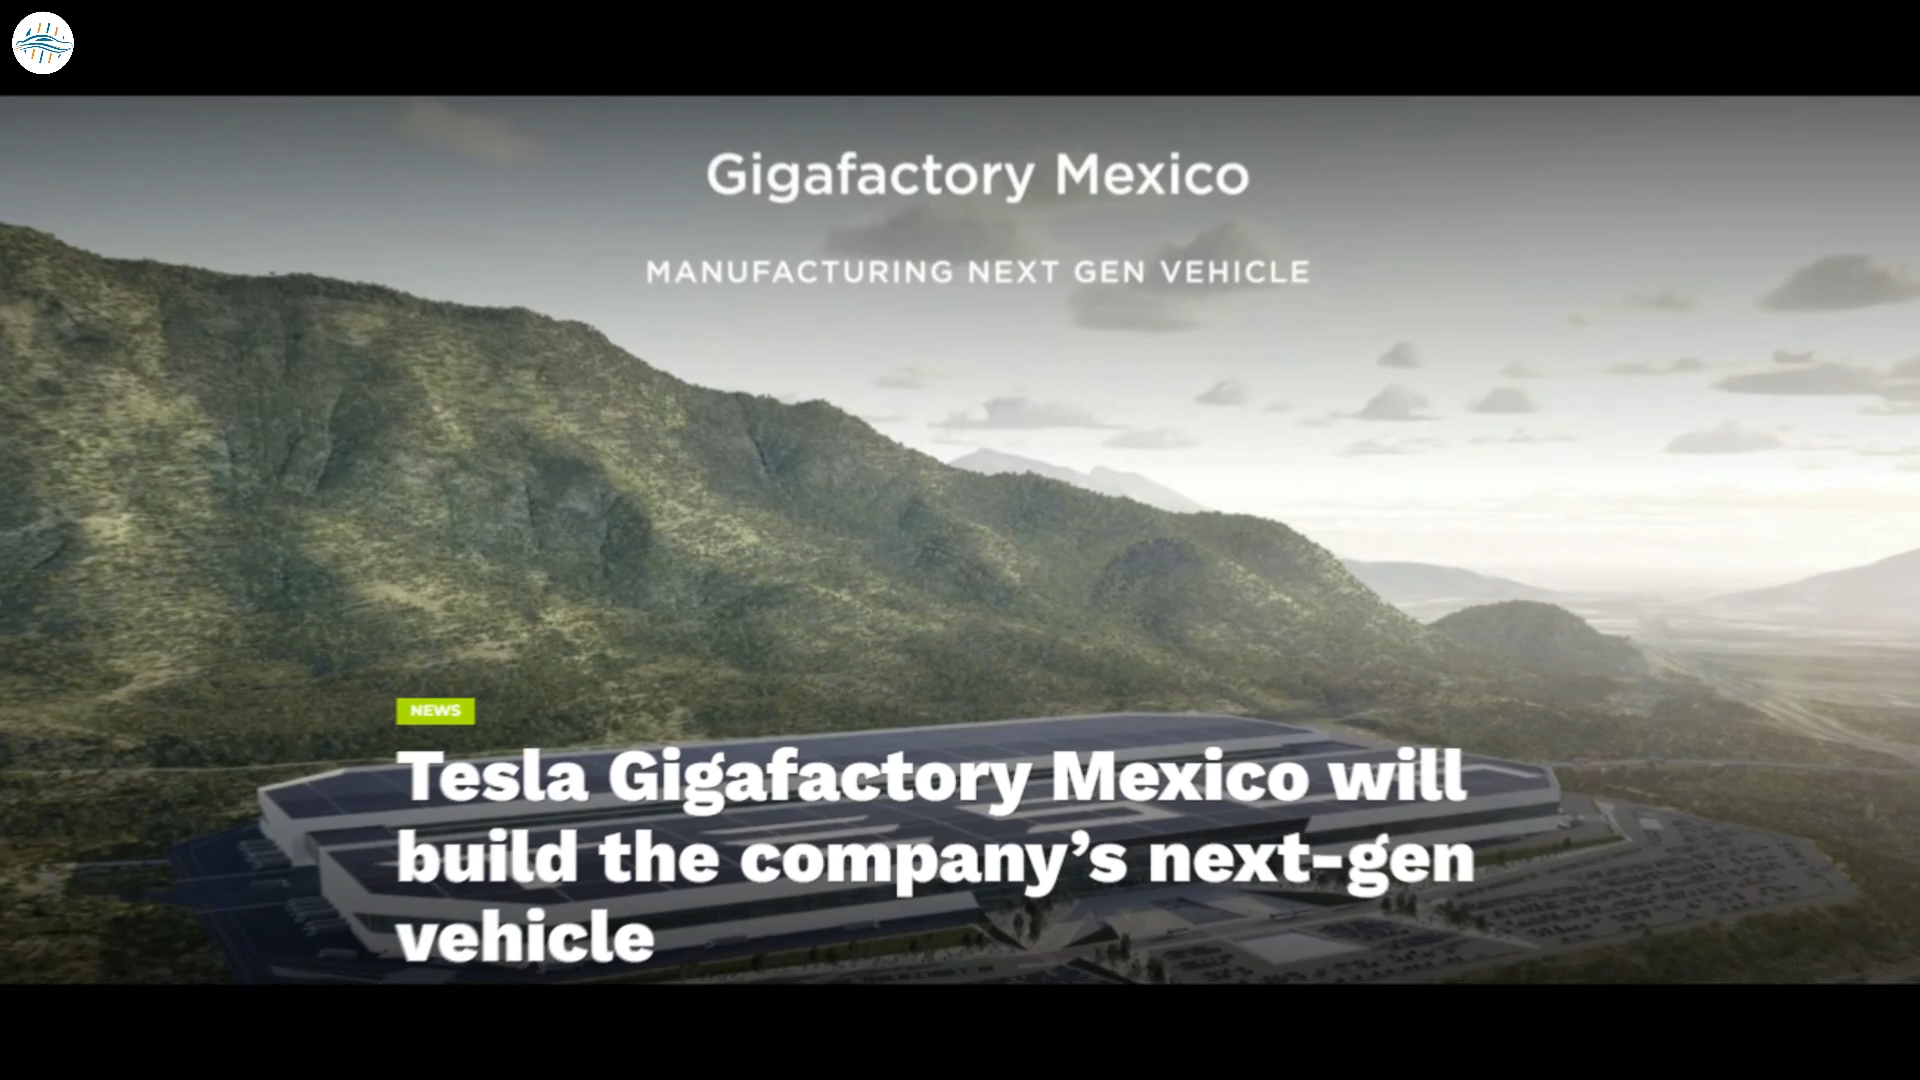 Gigafactory Mexico
MANUFACTURING NEXT GEN VEHICLE
NEWS
Tesla Gigafactory Mexico will
build the company’s next-gen
vehicle